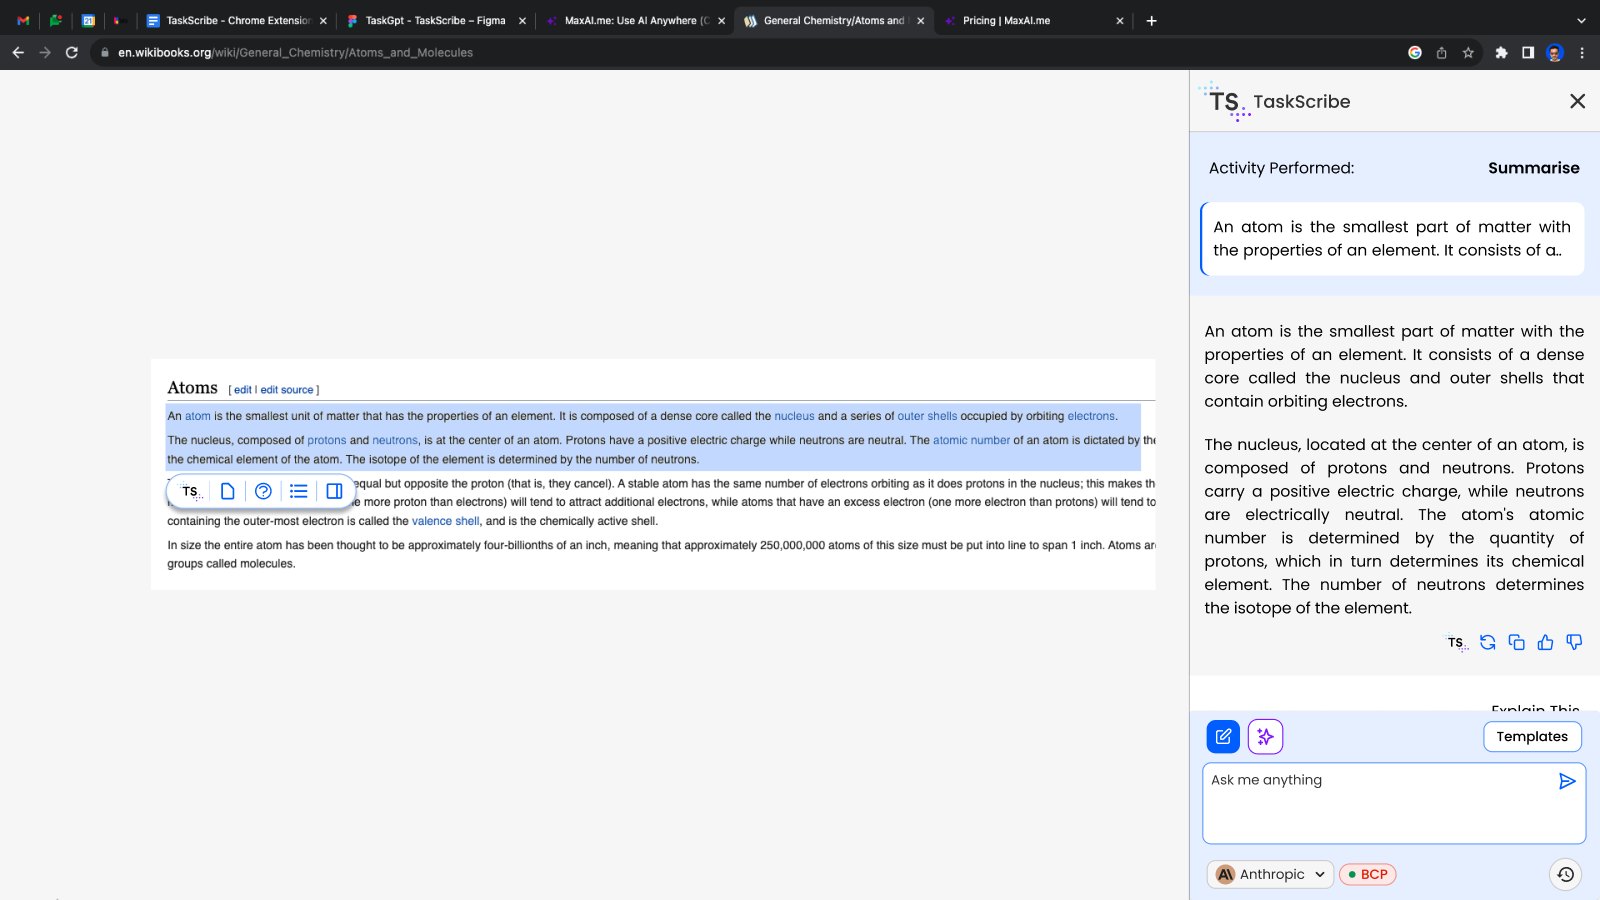 TaskScribe - Chrome Extension
TaskGpt - TaskScribe – Figma
MaxAI.me: Use AI Anywhere (C
General Chemistry/Atoms and
Pricing | MaxAI.me
en.wikibooks.org/wiki/General_Chemistry/Atoms_and_Molecules
Atoms [ edit | edit source ]
An atom is the smallest unit of matter that has the properties of an element. It is composed of a dense core called the nucleus and a series of outer shells occupied by orbiting electrons.
The nucleus, composed of protons and neutrons, is at the center of an atom. Protons have a positive electric charge while neutrons are neutral. The atomic number of an atom is dictated by the
the chemical element of the atom. The isotope of the element is determined by the number of neutrons.
equal but opposite the proton (that is, they cancel). A stable atom has the same number of electrons orbiting as it does protons in the nucleus; this makes th
more proton than electrons) will tend to attract additional electrons, while atoms that have an excess electron (one more electron than protons) will tend to
containing the outer-most electron is called the valence shell, and is the chemically active shell.
In size the entire atom has been thought to be approximately four-billionths of an inch, meaning that approximately 250,000,000 atoms of this size must be put into line to span 1 inch. Atoms ar
groups called molecules.
TS
TS TaskScribe
Activity Performed: Summarise
An atom is the smallest part of matter with
the properties of an element. It consists of a..
An atom is the smallest part of matter with the
properties of an element. It consists of a dense
core called the nucleus and outer shells that
contain orbiting electrons.
The nucleus, located at the center of an atom, is
composed of protons and neutrons. Protons
carry a positive electric charge, while neutrons
are electrically neutral. The atom's atomic
number is determined by the quantity of
protons, which in turn determines its chemical
element. The number of neutrons determines
the isotope of the element.
TS
Explain This
Templates
Ask me anything
Anthropic
BCP